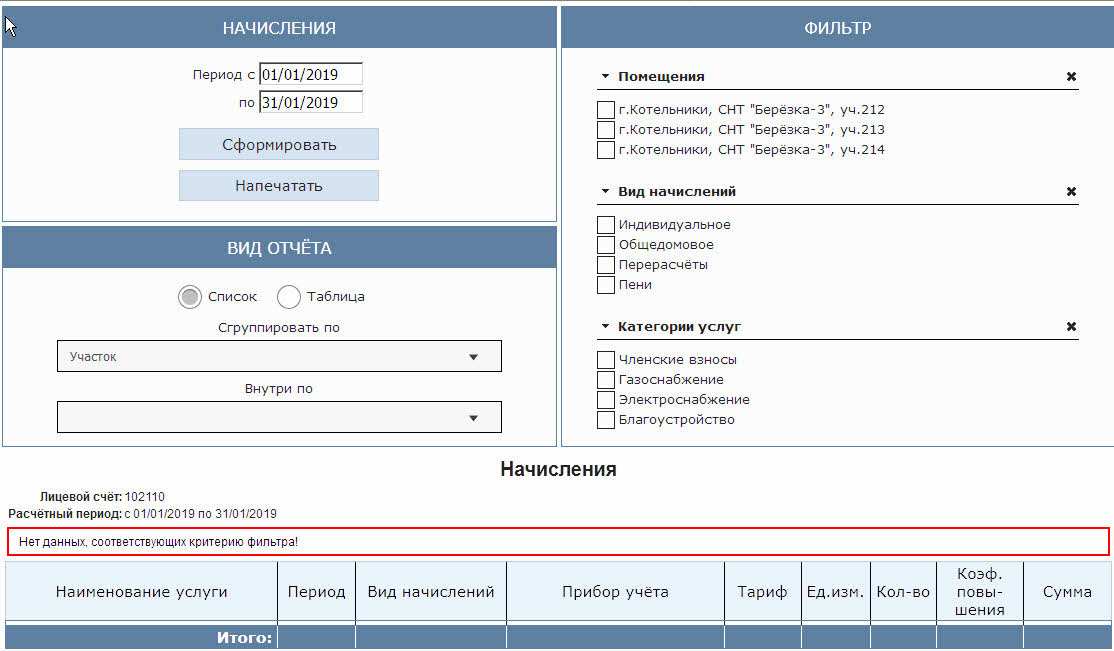 НАЧИСЛЕНИЯ
Период с 01/01/2019
по 31/01/2019
Сформировать
Напечатать
ВИД ОТЧЁТА
Список Таблица
Сгруппировать по
Участок
Внутри по
ФИЛЬТР
Помещения
г.Котельники, СНТ "Берёзка-3", уч.212
г.Котельники, СНТ "Берёзка-3", уч.213
г.Котельники, СНТ "Берёзка-3", уч.214
Вид начислений
Индивидуальное
Общедомовое
Перерасчёты
Пени
Категории услуг
Членские взносы
Газоснабжение
Электроснабжение
Благоустройство
Начисления
Лицевой счёт: 102110
Расчётный период: с 01/01/2019 по 31/01/2019
Нет данных, соответствующих критерию фильтра!
Наименование услуги Период Вид начислений Прибор учёта Тариф Ед.изм. Кол-во Коэф.
повы-
шения Сумма
Итого: